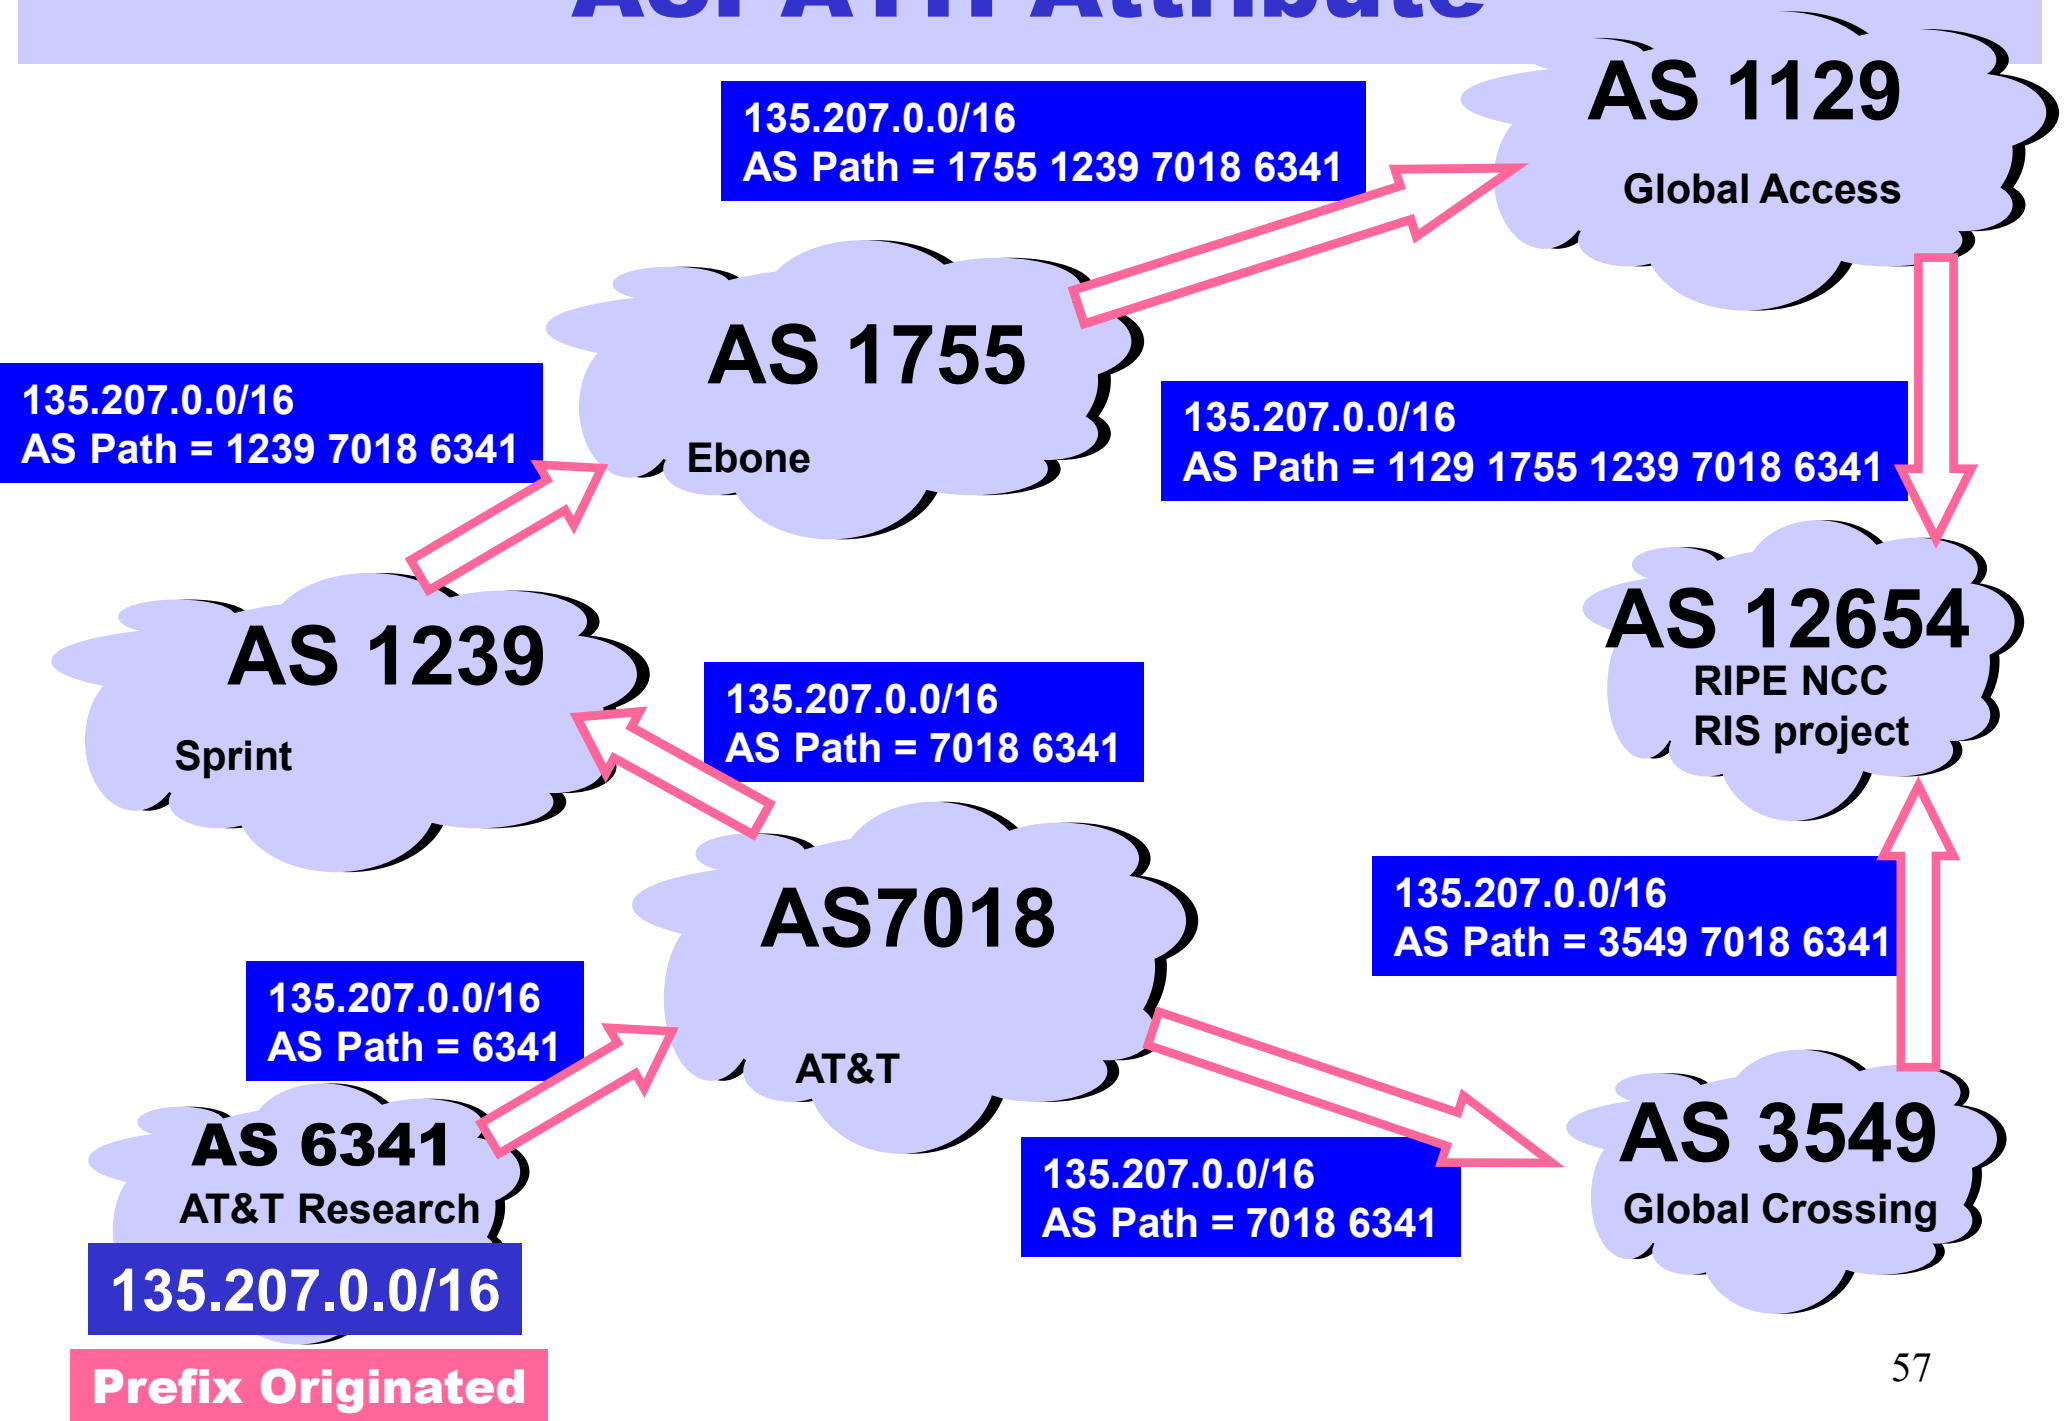 ASPATH Attribute
AS 1129
Global Access
135.207.0.0/16
AS Path = 1755 1239 7018 6341
AS 1755
Ebone
135.207.0.0/16
AS Path = 1239 7018 6341
135.207.0.0/16
AS Path = 1129 1755 1239 7018 6341
AS 1239
Sprint
AS 12654
RIPE NCC
RIS project
135.207.0.0/16
AS Path = 7018 6341
AS7018
AT&T
135.207.0.0/16
AS Path = 3549 7018 6341
135.207.0.0/16
AS Path = 6341
AS 6341
AT&T Research
135.207.0.0/16
Prefix Originated
135.207.0.0/16
AS Path = 7018 6341
AS 3549
Global Crossing
57